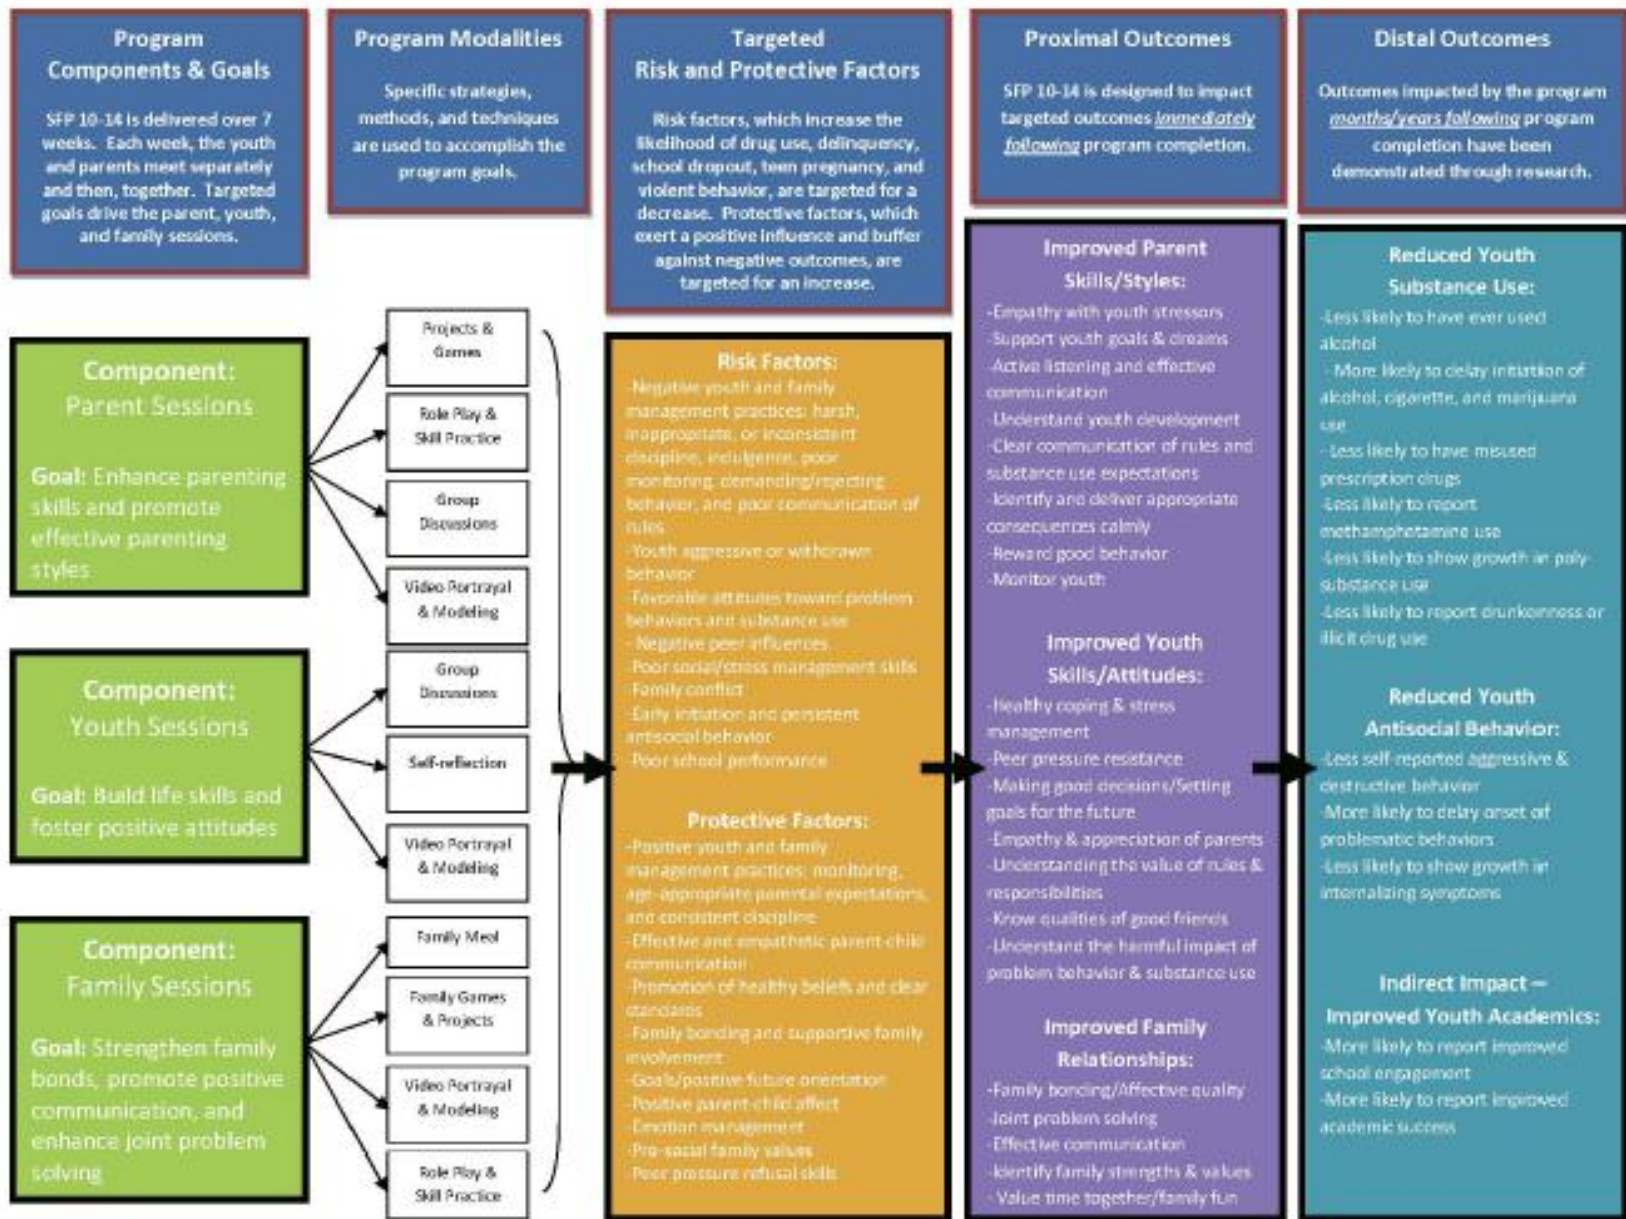 Program
Components & Goals
SFP 10-14 is delivered over 7
weeks. Each week, the youth
and parents meet separately
and then, together. Targeted
goals drive the parent, youth,
and family sessions.
Program Modalities
Specific strategies,
methods, and techniques
are used to accomplish the
program goals.
Targeted
Risk and Protective Factors
Risk factors, which increase the
likelihood of drug use, delinquency,
school dropout, teen pregnancy, and
violent behavior, are targeted for a
decrease. Protective factors, which
exert a positive influence and buffer
against negative outcomes, are
targeted for an increase.
Proximal Outcomes
SFP 10-14 is designed to impact
targeted outcomes immediately
following program completion.
Distal Outcomes
Outcomes impacted by the program
months/years following program
completion have been
demonstrated through research.
Component:
Parent Sessions
Goal: Enhance parenting
skills and promote
effective parenting
styles
Component:
Youth Sessions
Goal: Build life skills and
foster positive attitudes
Component:
Family Sessions
Goal: Strengthen family
bonds, promote positive
communication, and
enhance joint problem
solving
Projects &
Games
Role Play &
Skill Practice
Group
Discussions
Video Portrayal
& Modeling
Group
Discussions
Self-reflection
Video Portrayal
& Modeling
Family Meal
Family Games
& Projects
Video Portrayal
& Modeling
Role Play &
Skill Practice
Risk Factors:
-Negative youth and family
management practices: harsh,
inappropriate, or inconsistent
discipline, indulgence, poor
monitoring, demanding/rejecting
behavior, and poor communication of
rules
-Youth aggressive or withdrawn
behavior
-Favorable attitudes toward problem
behaviors and substance use
- Negative peer influences
-Poor social/stress management skills
-Family conflict
-Early initiation and persistent
antisocial behavior
-Poor school performance
Protective Factors:
-Positive youth and family
management practices: monitoring,
age-appropriate parental expectations,
and consistent discipline
-Effective and empathetic parent-child
communication
-Promotion of healthy beliefs and clear
standards
-Family bonding and supportive family
involvement
-Goals/positive future orientation
-Positive parent-child affect
-Emotion management
-Pro-social family values
-Peer pressure refusal skills
Improved Parent
Skills/Styles:
-Empathy with youth stressors
-Support youth goals & dreams
-Active listening and effective
communication
-Understand youth development
-Clear communication of rules and
substance use expectations
-Identify and deliver appropriate
consequences calmly
-Reward good behavior
-Monitor youth
Improved Youth
Skills/Attitudes:
-Healthy coping & stress
management
-Peer pressure resistance
-Making good decisions/Setting
goals for the future
-Empathy & appreciation of parents
-Understanding the value of rules &
responsibilities
-Know qualities of good friends
-Understand the harmful impact of
problem behavior & substance use
Improved Family
Relationships:
-Family bonding/Affective quality
-Joint problem solving
-Effective communication
-Identify family strengths & values
- Value time together/family fun
Reduced Youth
Substance Use:
-Less likely to have ever used
alcohol
- More likely to delay initiation of
alcohol, cigarette, and marijuana
use
- Less likely to have misused
prescription drugs
-Less likely to report
methamphetamine use
-Less likely to show growth in poly-
substance use
-Less likely to report drunkenness or
illicit drug use
Reduced Youth
Antisocial Behavior:
-Less self-reported aggressive &
destructive behavior
-More likely to delay onset of
problematic behaviors
-Less likely to show growth in
internalizing symptoms
Indirect Impact —
Improved Youth Academics:
-More likely to report improved
school engagement
-More likely to report improved
academic success